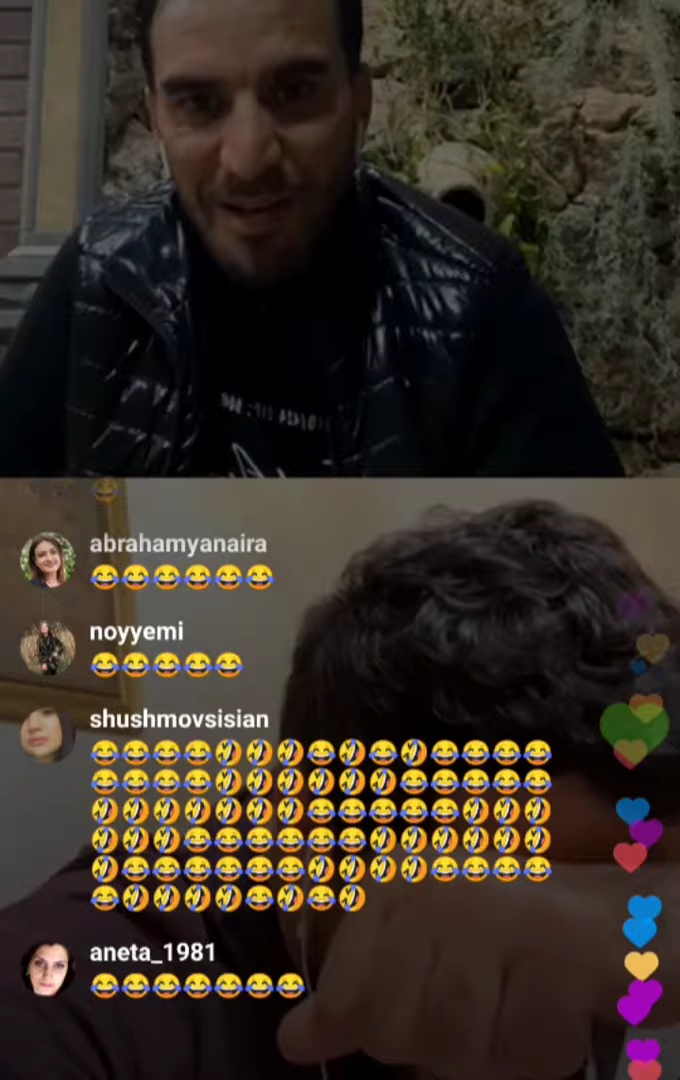 abrahamyanaira
😂😂😂😂😂😂
noyyemi
😂😂😂😂😂
shushmovsisian
😂😂😂😂🤣🤣🤣😂🤣😂🤣😂😂😂😂
😂😂😂😂🤣🤣🤣🤣🤣🤣😂😂😂😂😂
🤣🤣🤣🤣🤣🤣🤣😂😂😂😂😂🤣🤣🤣
🤣🤣🤣😂😂😂😂😂😂🤣🤣🤣🤣🤣🤣
🤣😂😂😂😂😂😂🤣🤣🤣🤣😂😂😂😂
😂🤣🤣🤣🤣😂🤣😂🤣
aneta_1981
😂😂😂😂😂😂😂